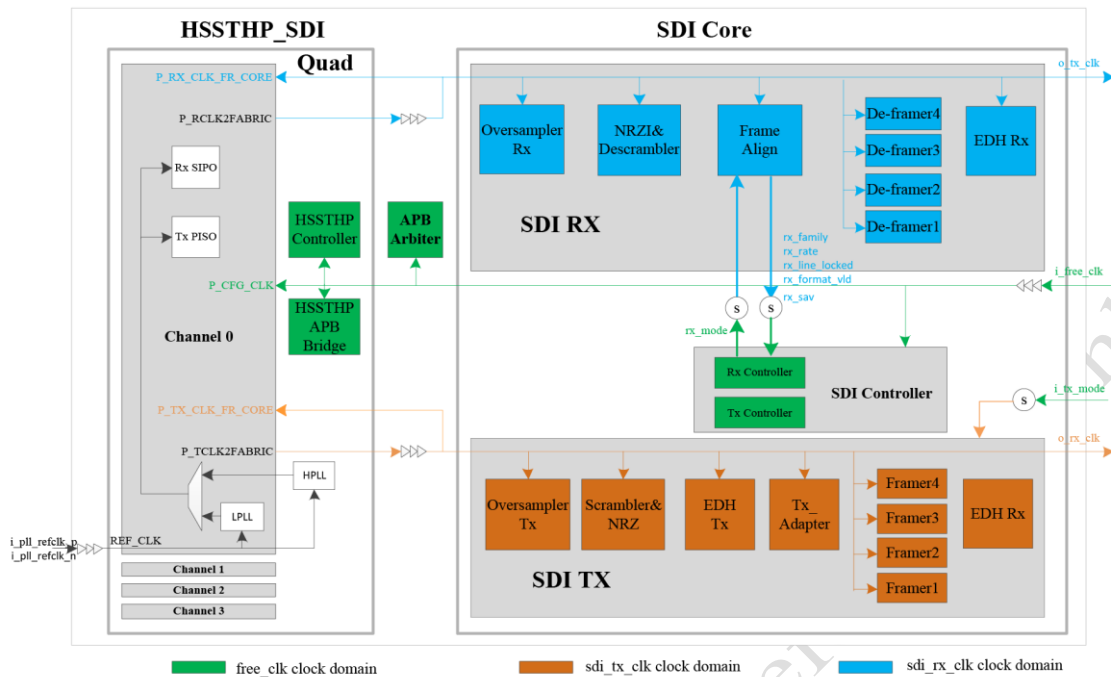 HSSTHP_SDI
SDI Core
Quad
P_RX_CLK_FR_CORE
o_tx_clk
P_RCLK2FABRIC
Oversampler
Rx
NRZI&
Descrambler
Frame
Align
De-framer4
De-framer3
De-framer2
De-framer1
EDH Rx
Rx SIPO
Tx PISO
HSSTHP
Controller
APB
Arbiter
SDI RX
rx_family
rx_rate
rx_line_locked
rx_format_vld
rx_sav
i_free_clk
P_CFG_CLK
HSSTHP
APB
Bridge
Channel 0
S
S
rx_mode
Rx Controller
Tx Controller
SDI Controller
i_tx_mode
S
P_TX_CLK_FR_CORE
o_rx_clk
P_TCLK2FABRIC
HPLL
LPLL
Oversampler
Tx
Scrambler&
NRZ
EDH
Tx
Tx_
Adapter
Framer4
Framer3
Framer2
Framer1
EDH Rx
i_pll_refclk_p
i_pll_refclk_n
REF_CLK
SDI TX
Channel 1
Channel 2
Channel 3
free_clk clock domain
sdi_tx_clk clock domain
sdi_rx_clk clock domain